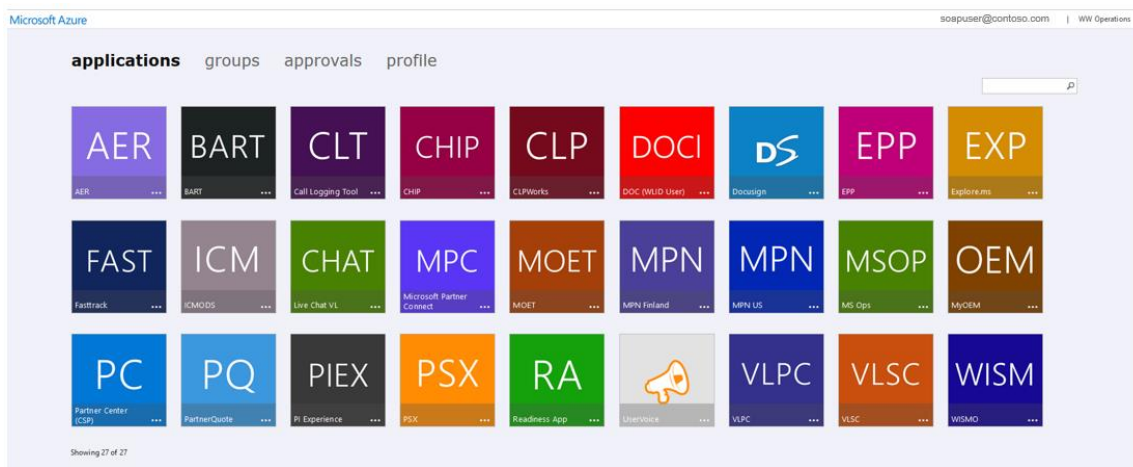 Microsoft Azure
soapuser@contoso.com | WW Operations
applications groups approvals profile
AER BART CLT CHIP CLP DOCI DS EPP EXP
AER ... BART ... Call Logging Tool ... CHIP ... CLPWorks ... DOC (WLID User) ... Docusign ... EPP ... Explore.ms ...
FAST ICM CHAT MPC MOET MPN MPN MSOP OEM
Fasttrack ... ICMODS ... Live Chat VL ... Microsoft Partner Connect ... MOET ... MPN Finland ... MPN US ... MS Ops ... MyOEM ...
PC PQ PIEX PSX RA VLPC VLSC WISM
Partner Center (CSP) ... PartnerQuote ... PI Experience ... PSX ... Readiness App ... UserVoice ... VLPC ... VLSC ... WISMO ...
Showing 27 of 27